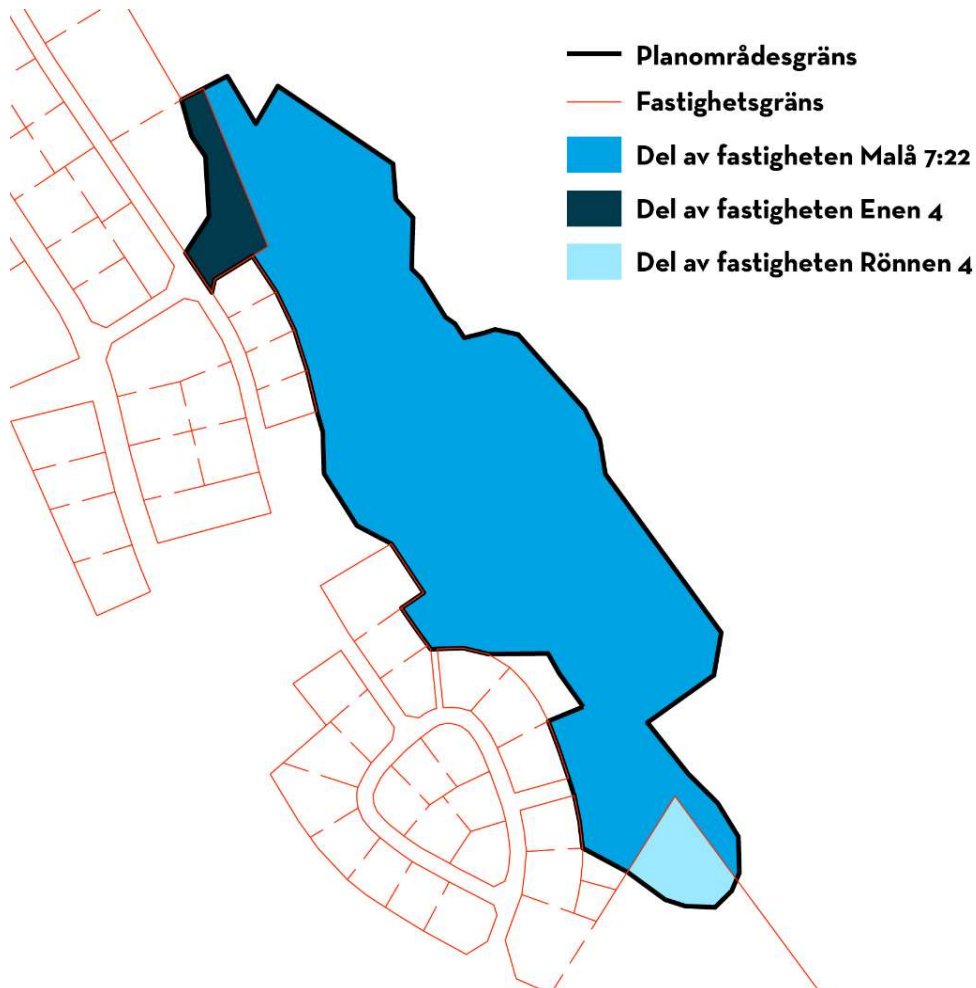 Planområdesgräns
Fastighetsgräns
Del av fastigheten Malå 7:22
Del av fastigheten Enen 4
Del av fastigheten Rönnen 4